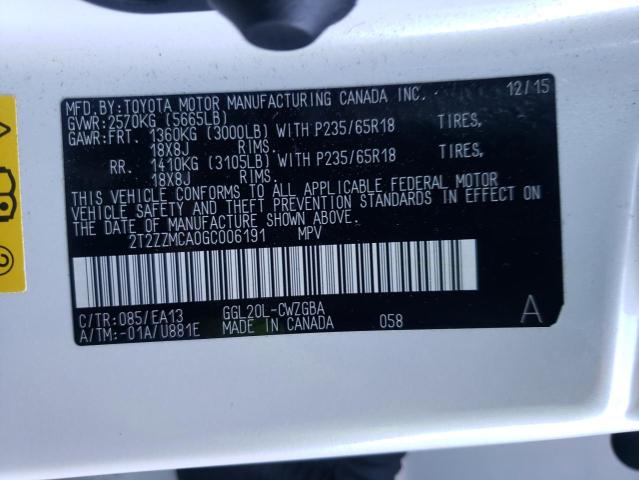 MFD.BY:TOYOTA MOTOR MANUFACTURING CANADA INC. 12/15
GVWR:2570KG (5665LB)
GAWR:FRT. 1360KG (3000LB) WITH P235/65R18 TIRES,
18X8J RIMS.
RR. 1410KG (3105LB) WITH P235/65R18 TIRES,
18X8J RIMS.
THIS VEHICLE CONFORMS TO ALL APPLICABLE FEDERAL MOTOR
VEHICLE SAFETY AND THEFT PREVENTION STANDARDS IN EFFECT ON
THE DATE OF MANUFACTURE SHOWN ABOVE.
2T2ZZMCA0GC006191 MPV
C/TR:085/EA13 GGL20L-CWZGBA
A/TM:-01A/U881E MADE IN CANADA 058 A